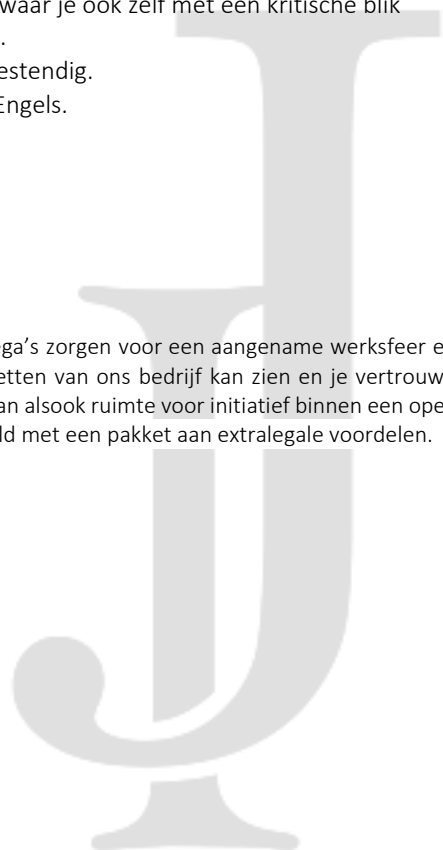 waar je ook zelf met een kritische blik
.
estendig.
Engels.
ega's zorgen voor een aangename werksfeer e
etten van ons bedrijf kan zien en je vertrouw
an alsook ruimte voor initiatief binnen een ope
ld met een pakket aan extralegale voordelen.